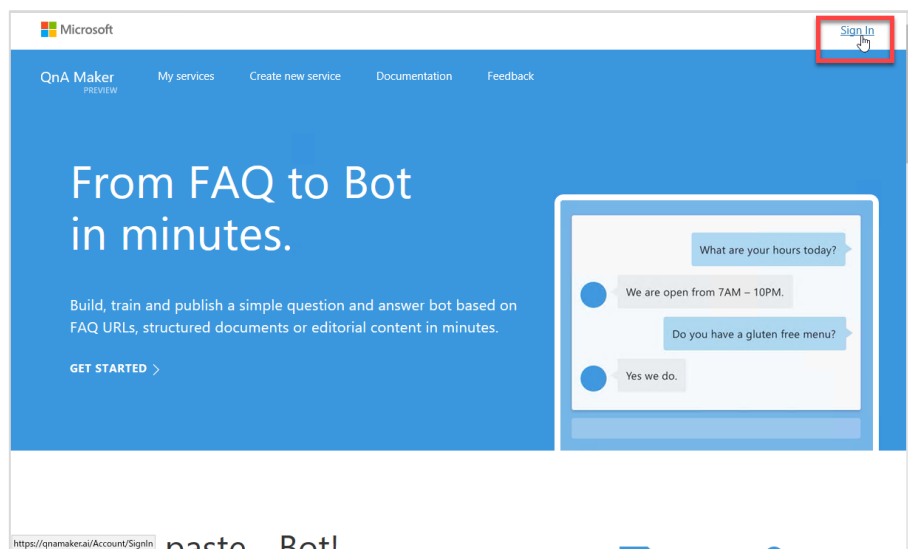 Microsoft
Sign In
QnA Maker
PREVIEW
My services
Create new service
Documentation
Feedback
From FAQ to Bot
in minutes.
Build, train and publish a simple question and answer bot based on
FAQ URLs, structured documents or editorial content in minutes.
GET STARTED
What are your hours today?
We are open from 7AM – 10PM.
Do you have a gluten free menu?
Yes we do.
paste... Bot!
https://qnamaker.ai/Account/SignIn